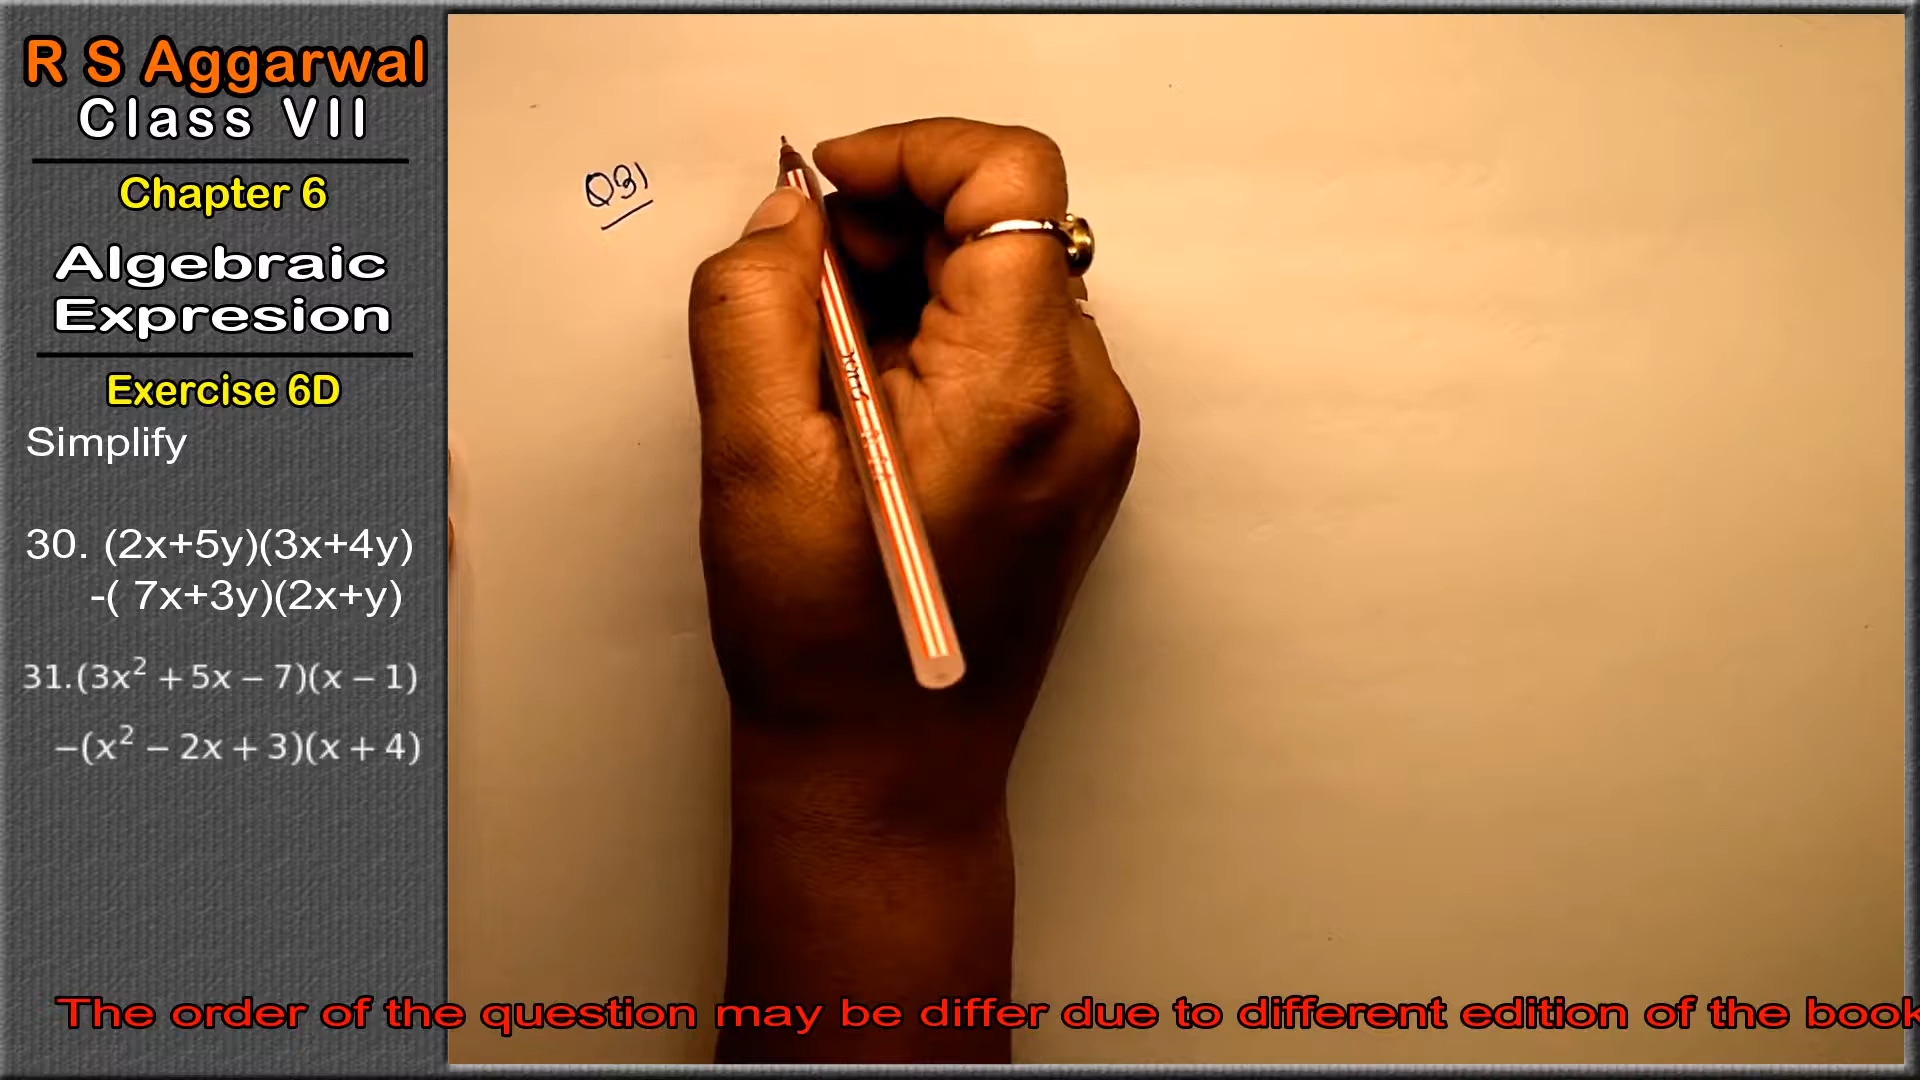 R S Aggarwal
Class VII
Chapter 6
Algebraic
Expresion
Exercise 6D
Simplify
30. (2x+5y)(3x+4y)
-( 7x+3y)(2x+y)
31.(3x² + 5x − 7)(x − 1)
−(x² − 2x + 3)(x + 4)
Q31
The order of the question may be differ due to different edition of the book